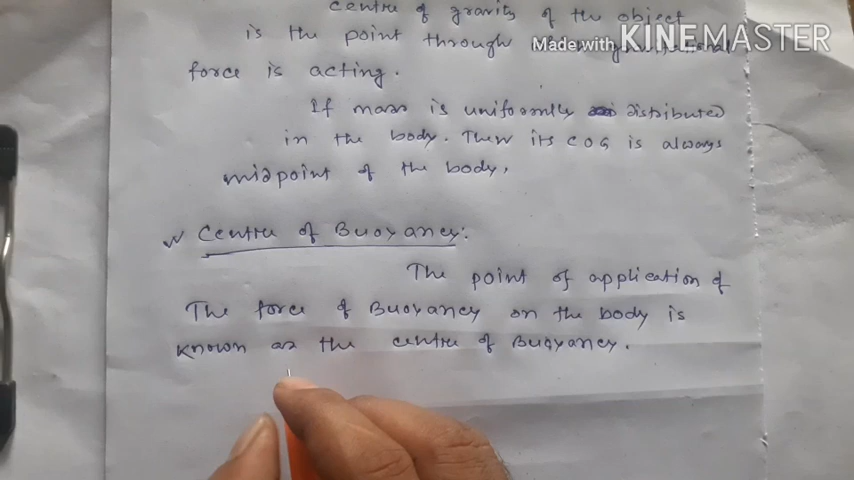 centre of gravity of the object
is the point through
Made with KINEMASTER
force is acting.
If mass is uniformly distributed
in the body. Then its COG is always
midpoint of the body.
Centre of Buoyancy:
The point of application of
The force of Buoyancy on the body is
known as the centre of Buoyancy.